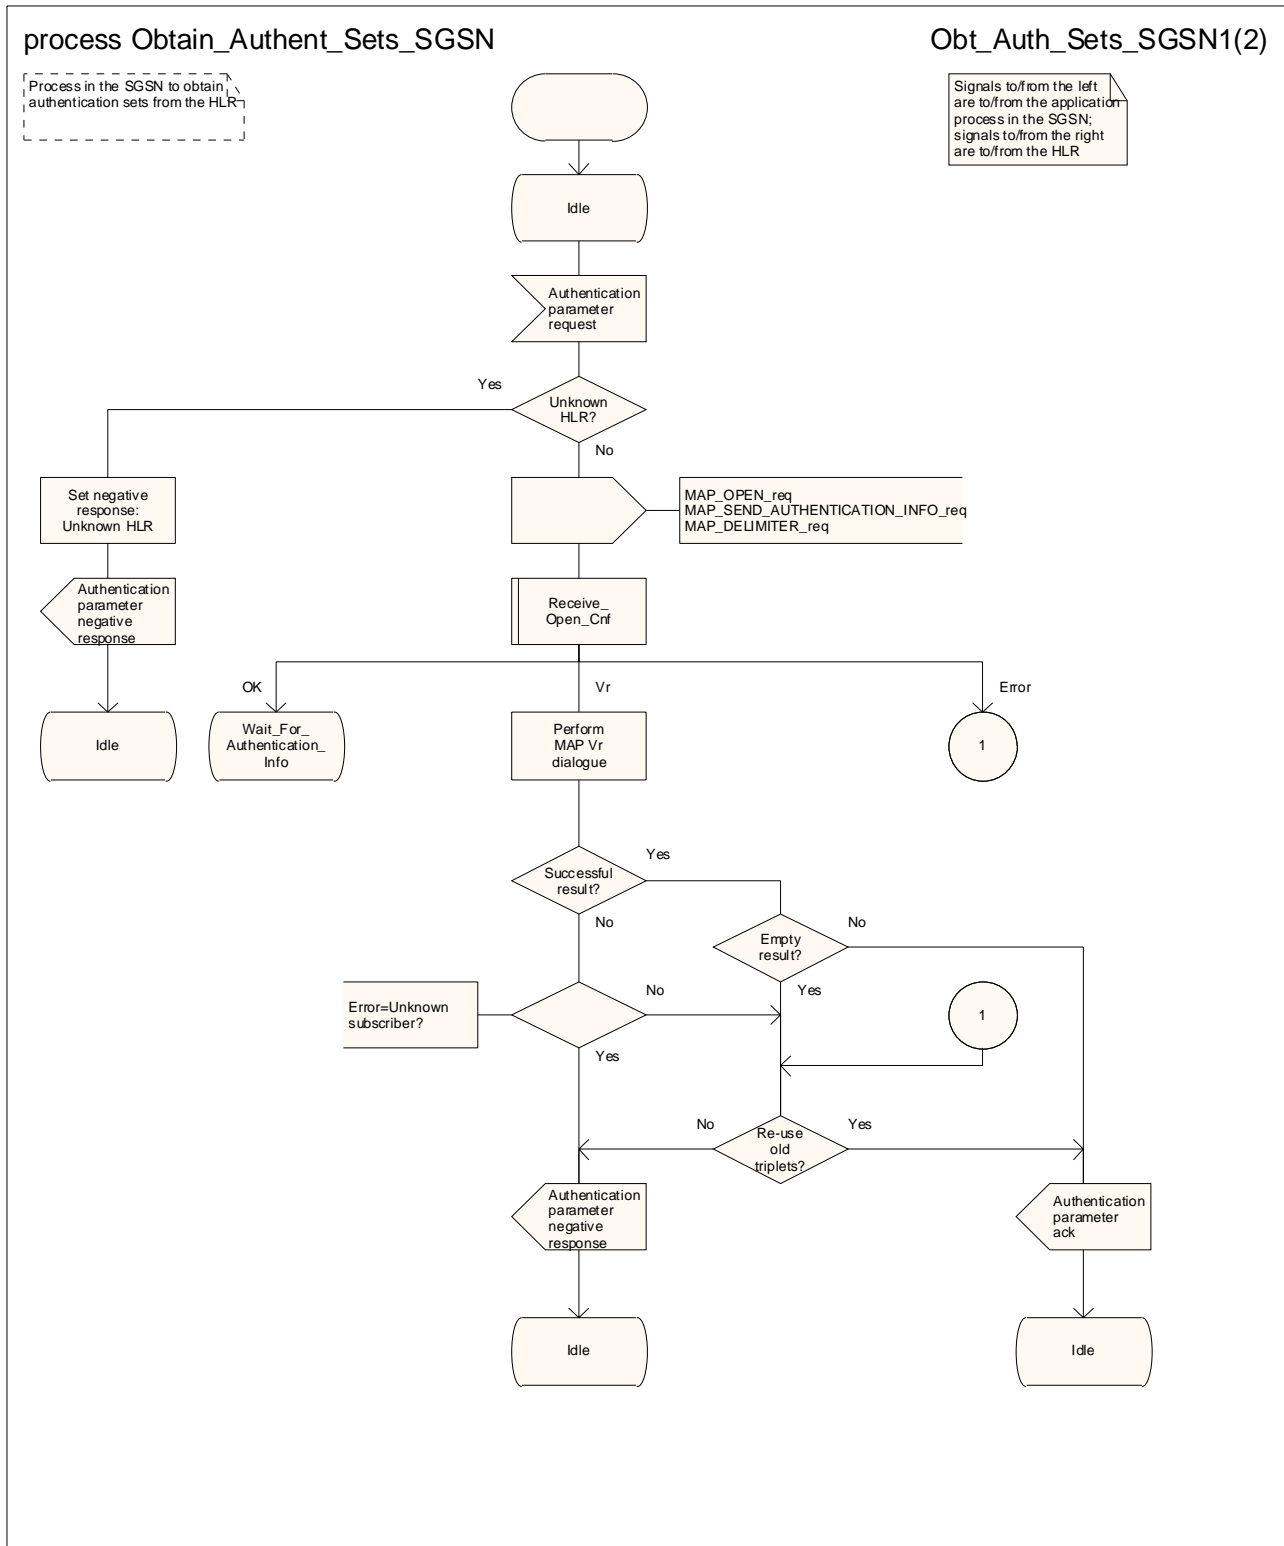 process Obtain_Authent_Sets_SGSN
Obt_Auth_Sets_SGSN1(2)
Process in the SGSN to obtain
authentication sets from the HLR
Signals to/from the left
are to/from the application
process in the SGSN;
signals to/from the right
are to/from the HLR
Idle
Authentication
parameter
request
Yes
Unknown
HLR?
No
Set negative
response:
Unknown HLR
MAP_OPEN_req
MAP_SEND_AUTHENTICATION_INFO_req
MAP_DELIMITER_req
Authentication
parameter
negative
response
Receive_
Open_Cnf
OK
Vr
Error
Idle
Wait_For_
Authentication_
Info
Perform
MAP Vr
dialogue
1
Successful
result?
Yes
No
Empty
result?
No
Yes
Error=Unknown
subscriber?
No
Yes
1
No
Re-use
old
triplets?
Yes
Authentication
parameter
negative
response
Authentication
parameter
ack
Idle
Idle